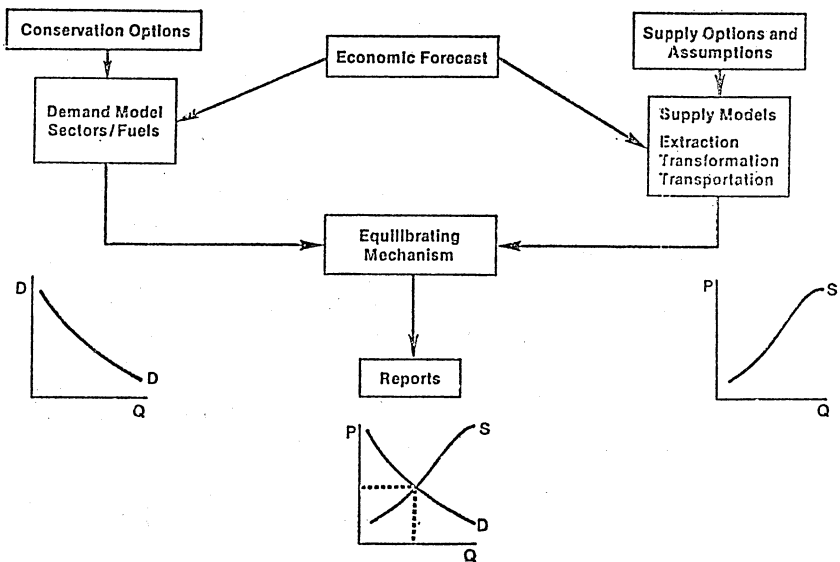 Conservation Options
Economic Forecast
Supply Options and
Assumptions
Demand Model
Sectors/Fuels
Supply Models
Extraction
Transformation
Transportation
Equilibrating
Mechanism
Reports
D
D
Q
P
S
Q
P
S
D
Q